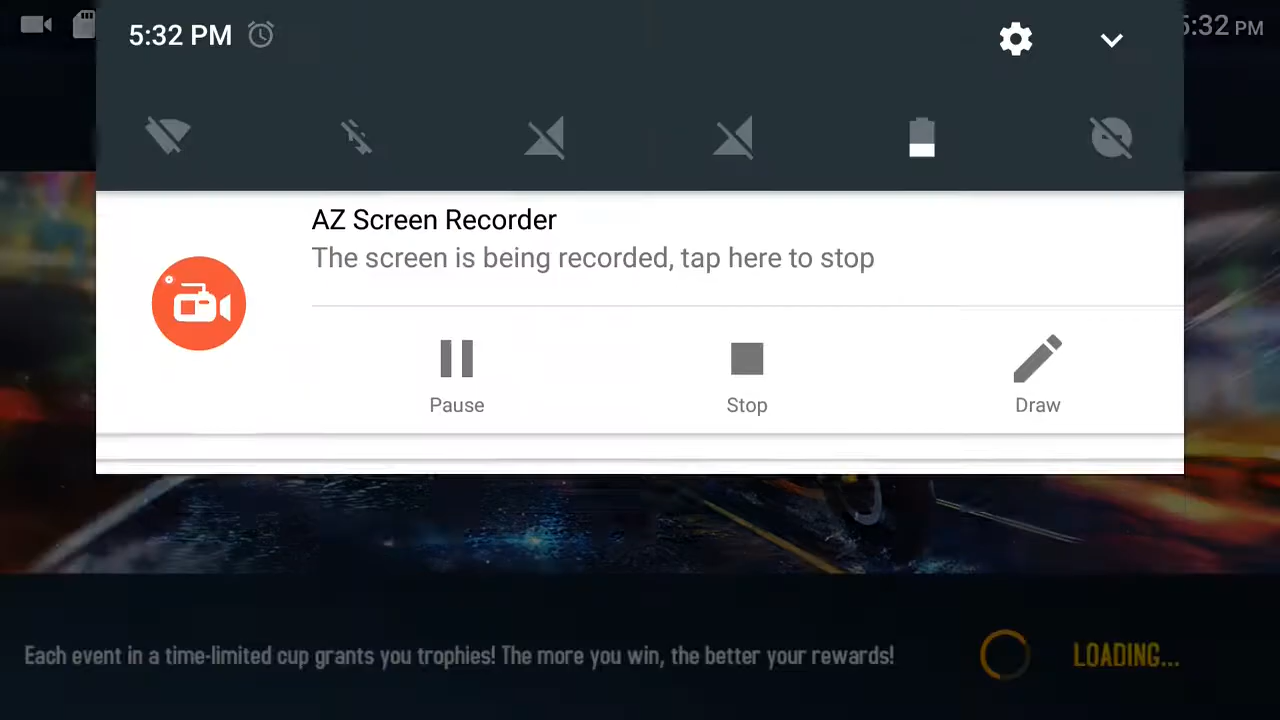 5:32 PM
5:32 PM
AZ Screen Recorder
The screen is being recorded, tap here to stop
Pause
Stop
Draw
Each event in a time-limited cup grants you trophies! The more you win, the better your rewards!
LOADING...